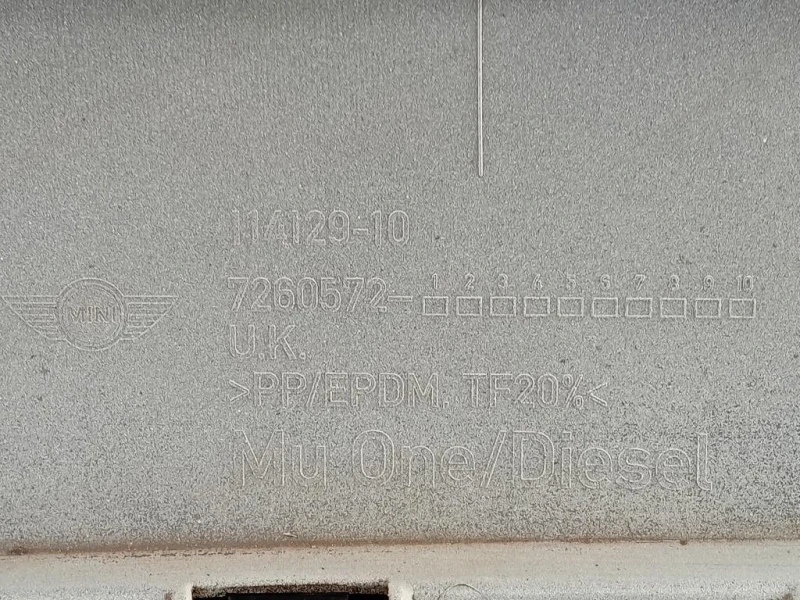 114129-10
MINI
7260572- 1 2 3 4 5 6 7 8 9 10
U.K.
>PP/EPDM. TF20%<
Mu One/Diesel